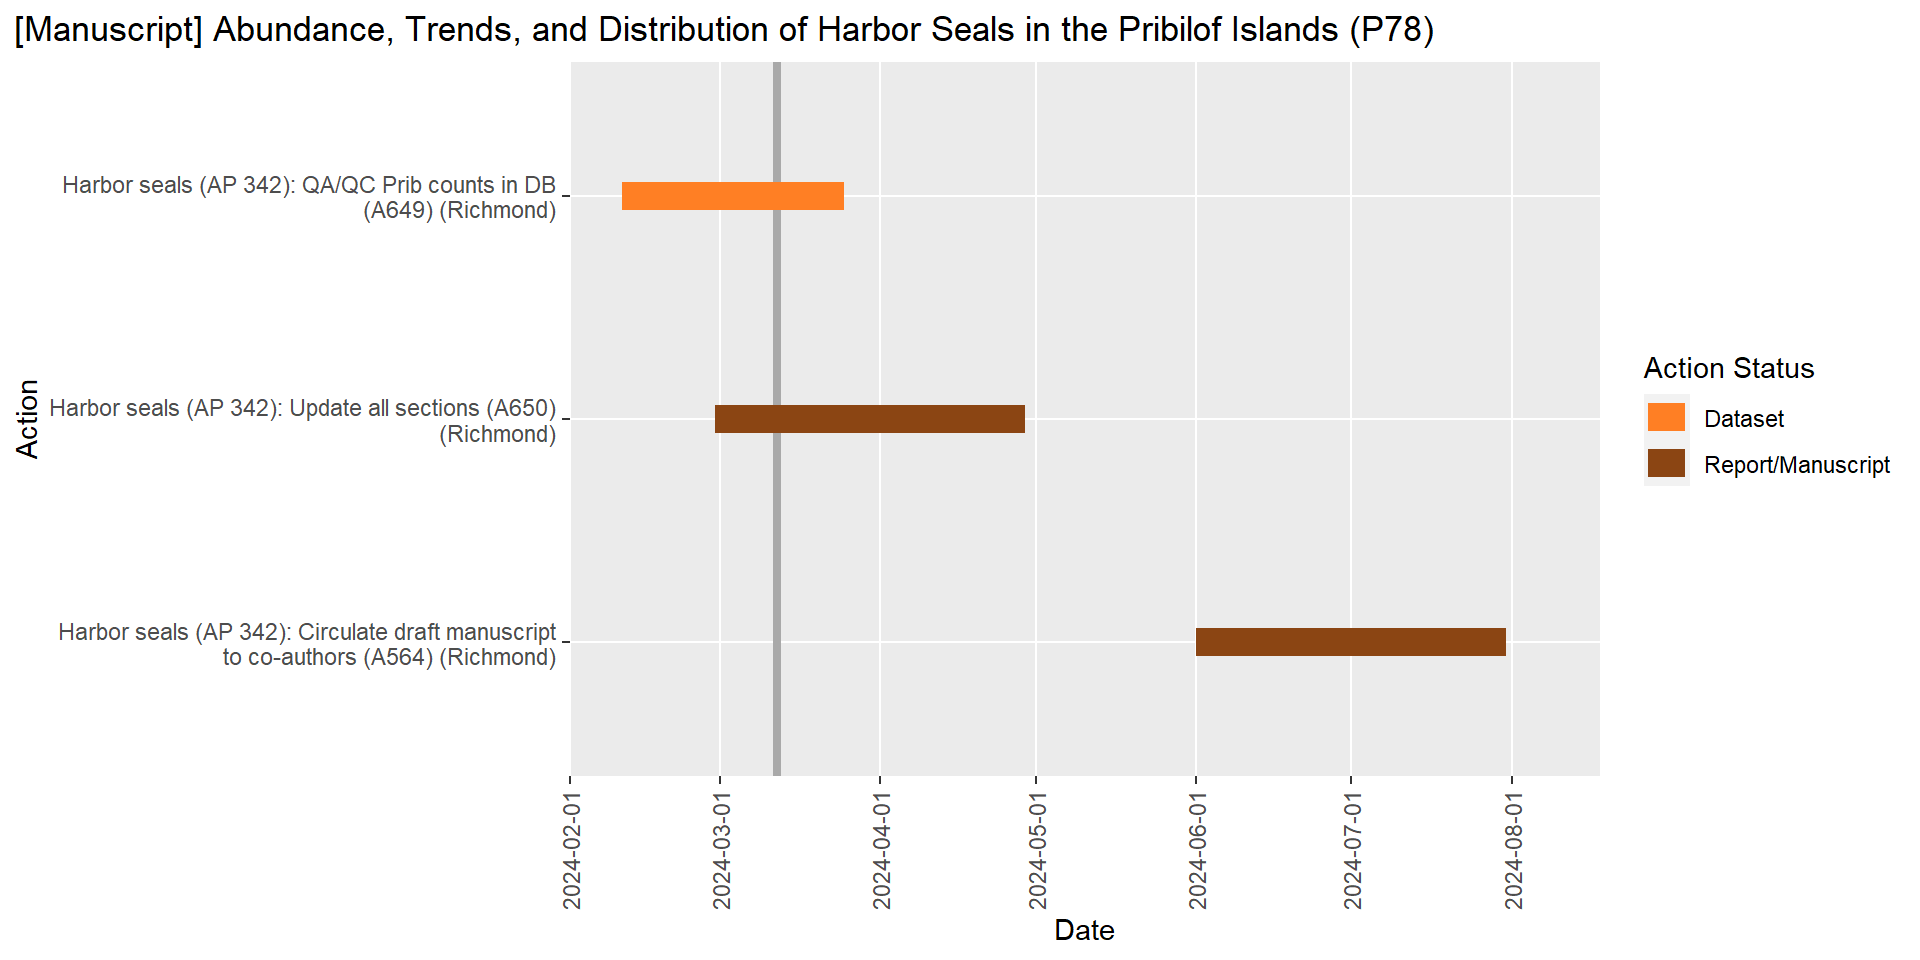 [Manuscript] Abundance, Trends, and Distribution of Harbor Seals in the Pribilof Islands (P78)
Harbor seals (AP 342): QA/QC Prib counts in DB
(A649) (Richmond)
Harbor seals (AP 342): Update all sections (A650)
(Richmond)
Harbor seals (AP 342): Circulate draft manuscript
to co-authors (A564) (Richmond)
Action
2024-02-01
2024-03-01
2024-04-01
2024-05-01
2024-06-01
2024-07-01
2024-08-01
Date
Action Status
Dataset
Report/Manuscript